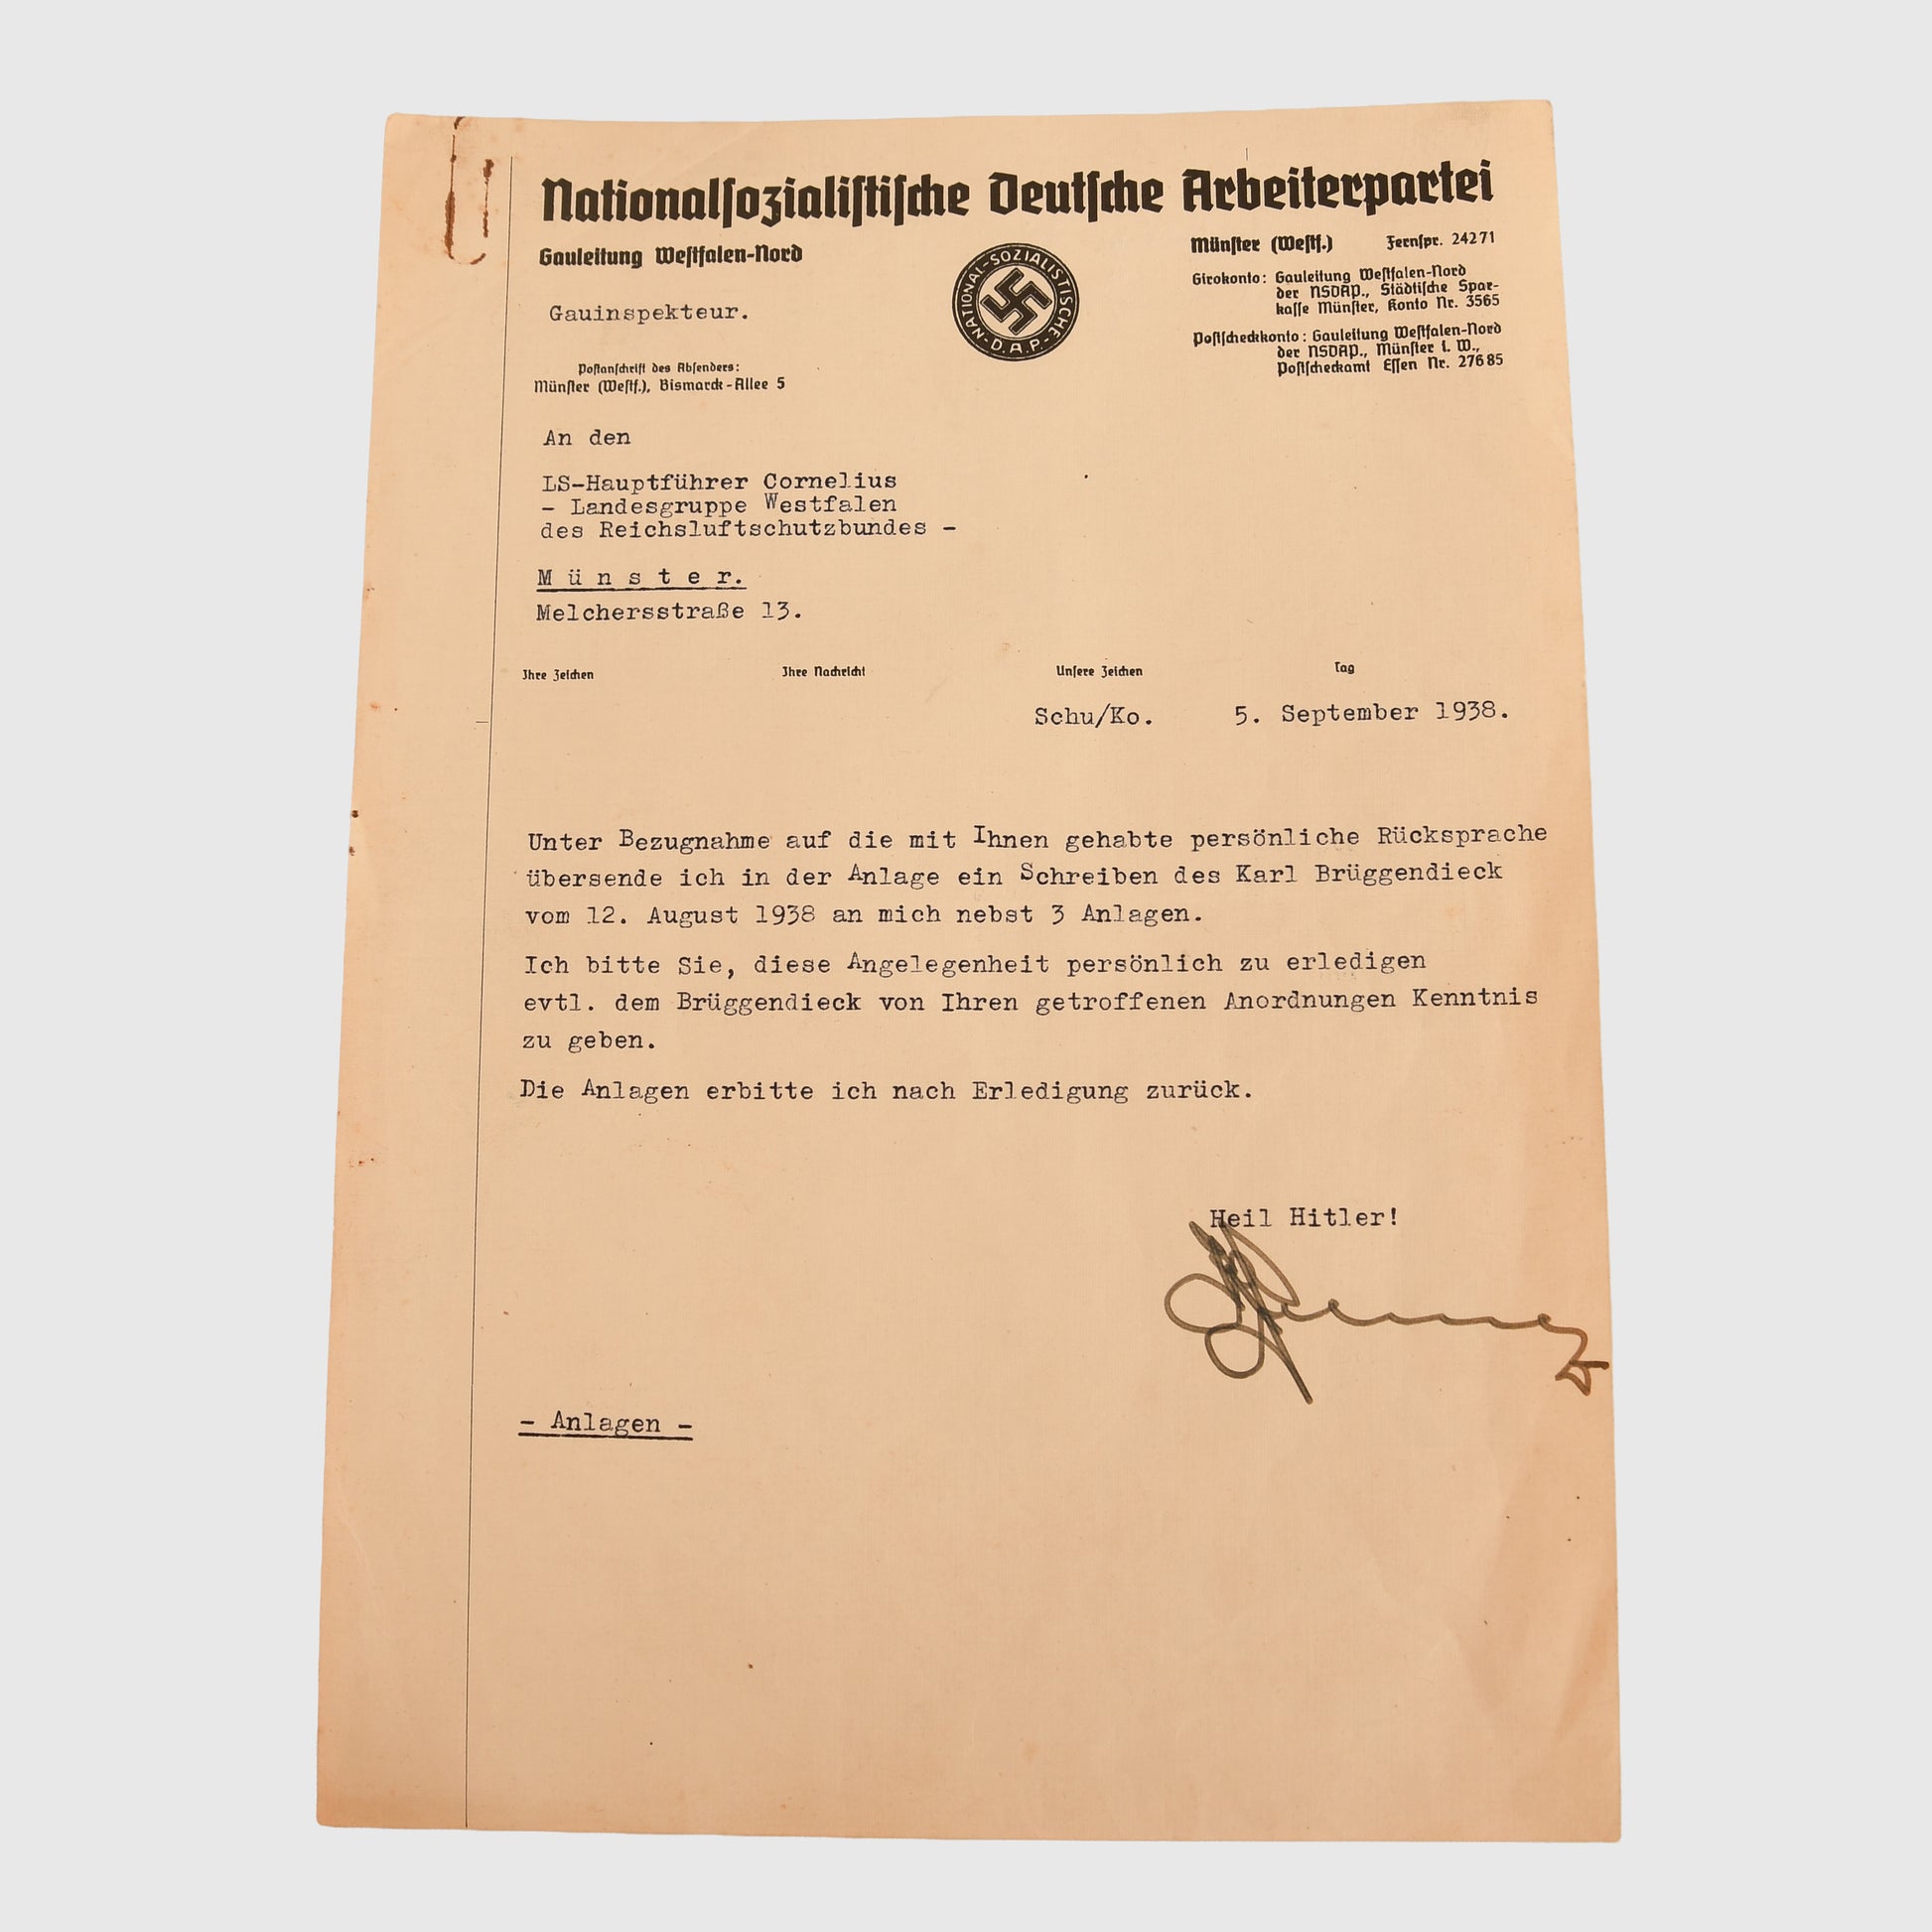 Nationalsozialistische Deutsche Arbeiterpartei
Gauleitung Westfalen-Nord
Gauinspekteur.
Postanschrift des Absenders:
Münster (Westf.), Bismarck-Allee 5
NATIONAL-SOZIALISTISCHE-D.A.P.-
Münster (Westf.) Fernspr. 24271
Girokonto: Gauleitung Westfalen-Nord
der NSDAP., Städtische Spar-
kasse Münster, Konto Nr. 3565
Postscheckkonto: Gauleitung Westfalen-Nord
der NSDAP., Münster i. W.,
Postscheckamt Essen Nr. 27685
An den
LS-Hauptführer Cornelius
- Landesgruppe Westfalen
des Reichsluftschutzbundes -
Münster.
Melchersstraße 13.
Ihre Zeichen Ihre Nachricht Unsere Zeichen Tag
Schu/Ko. 5. September 1938.
Unter Bezugnahme auf die mit Ihnen gehabte persönliche Rücksprache
übersende ich in der Anlage ein Schreiben des Karl Brüggendieck
vom 12. August 1938 an mich nebst 3 Anlagen.
Ich bitte Sie, diese Angelegenheit persönlich zu erledigen
evtl. dem Brüggendieck von Ihren getroffenen Anordnungen Kenntnis
zu geben.
Die Anlagen erbitte ich nach Erledigung zurück.
Heil Hitler!
- Anlagen -